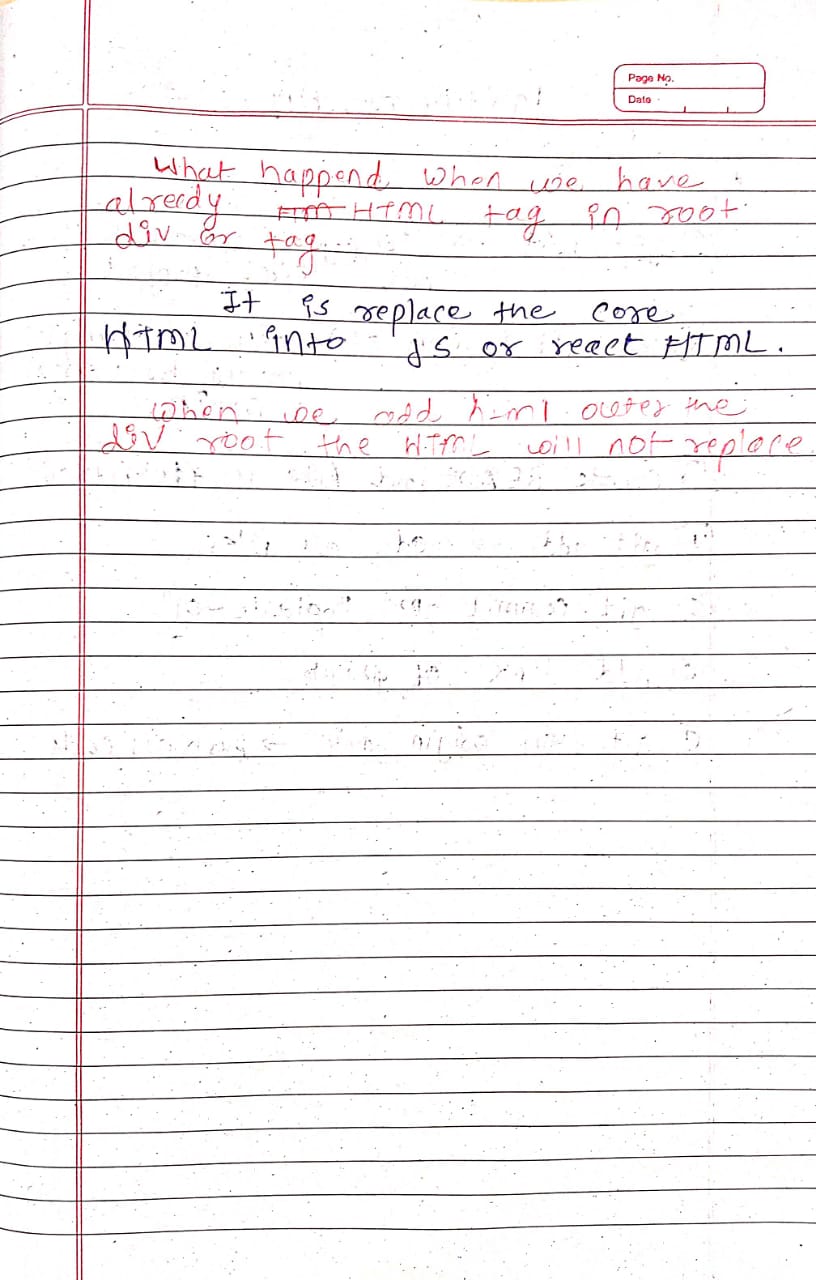 Page No.
Date
What happend when we have
already HTML tag in root
div or tag
It is replace the core
HTML into JS or react HTML.
when we add html outer the
div root the HTML will not replace